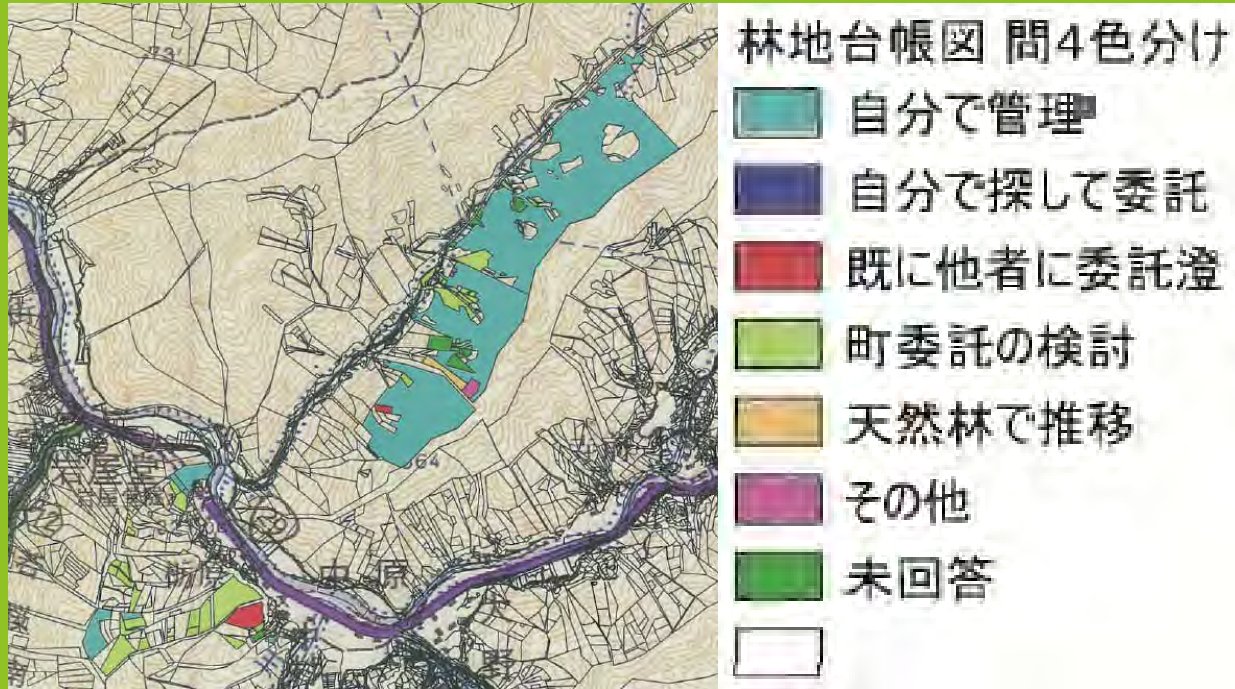 林地台帳図 問4色分け
自分で管理
自分で探して委託
既に他者に委託澄
町委託の検討
天然林で推移
その他
未回答
中原
野